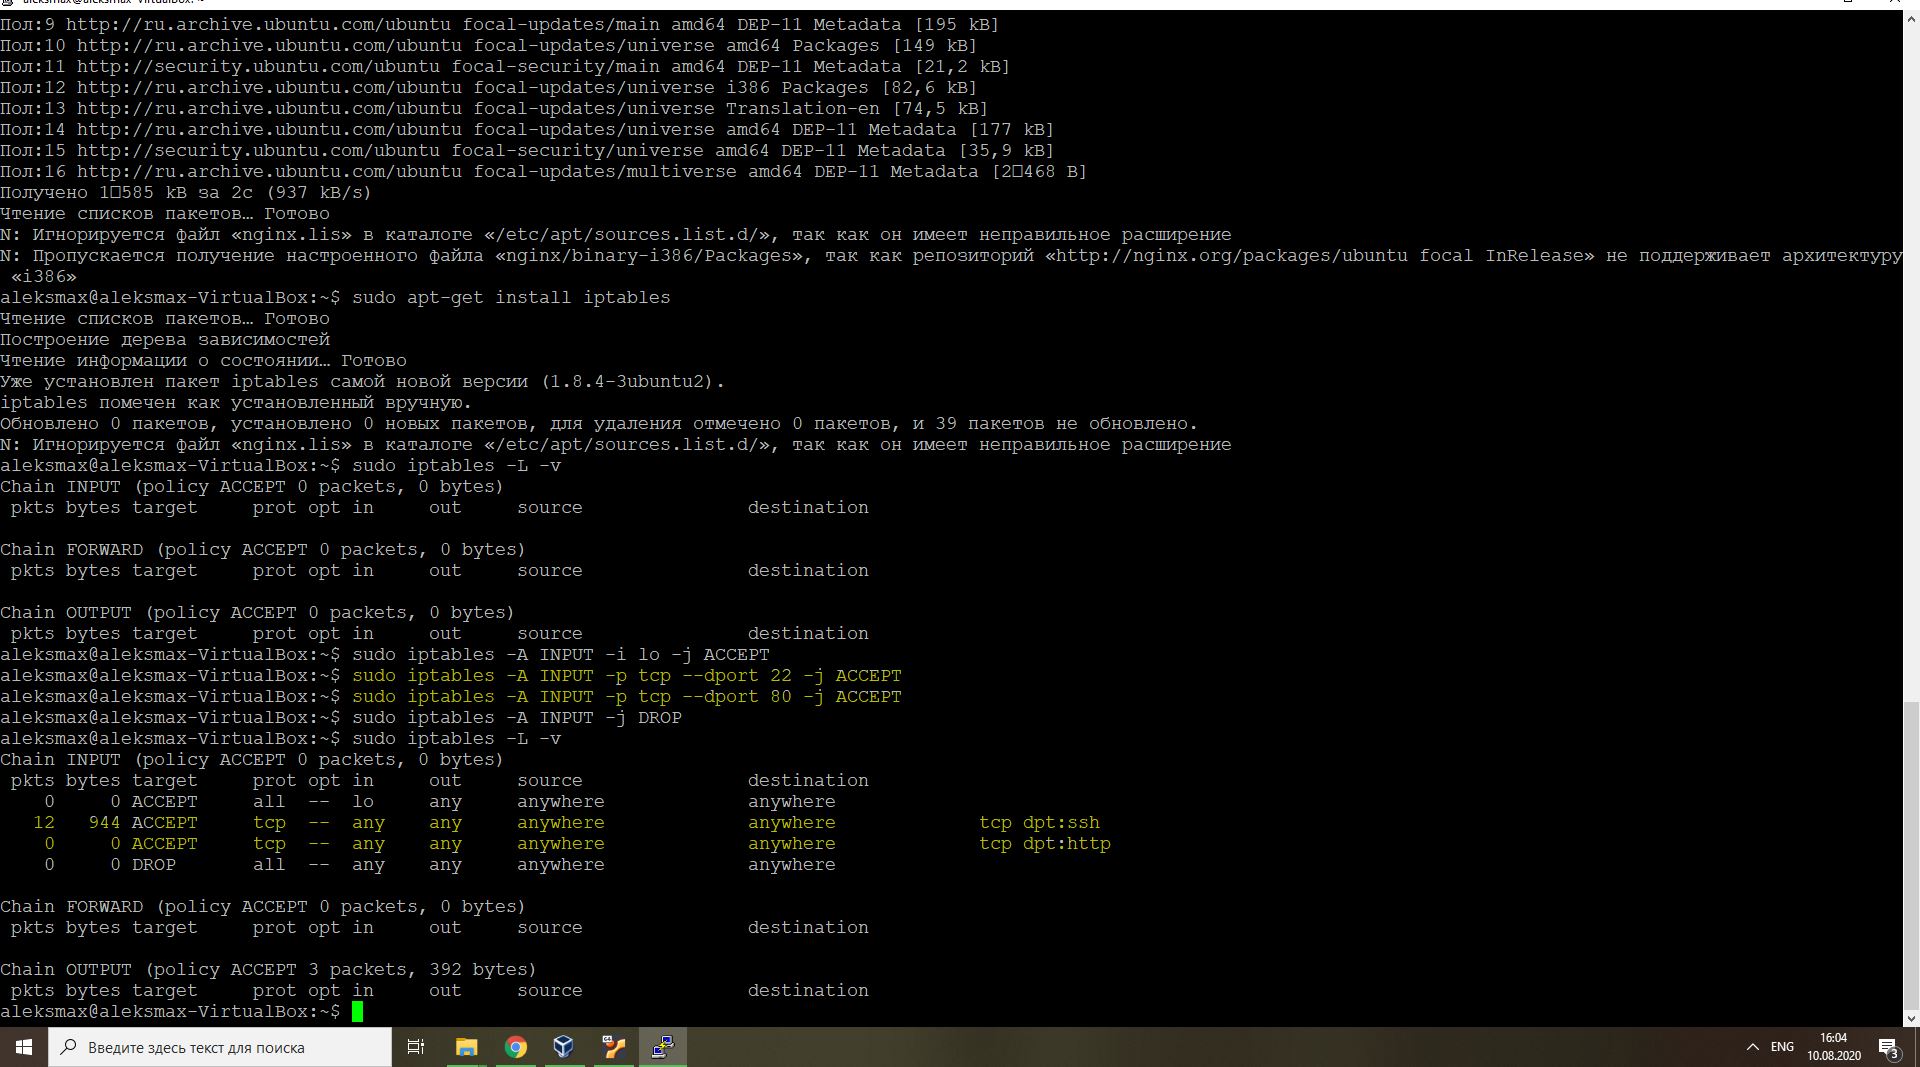 Пол:9 http://ru.archive.ubuntu.com/ubuntu focal-updates/main amd64 DEP-11 Metadata [195 kB]
Пол:10 http://ru.archive.ubuntu.com/ubuntu focal-updates/universe amd64 Packages [149 kB]
Пол:11 http://security.ubuntu.com/ubuntu focal-security/main amd64 DEP-11 Metadata [21,2 kB]
Пол:12 http://ru.archive.ubuntu.com/ubuntu focal-updates/universe i386 Packages [82,6 kB]
Пол:13 http://ru.archive.ubuntu.com/ubuntu focal-updates/universe Translation-en [74,5 kB]
Пол:14 http://ru.archive.ubuntu.com/ubuntu focal-updates/universe amd64 DEP-11 Metadata [177 kB]
Пол:15 http://security.ubuntu.com/ubuntu focal-security/universe amd64 DEP-11 Metadata [35,9 kB]
Пол:16 http://ru.archive.ubuntu.com/ubuntu focal-updates/multiverse amd64 DEP-11 Metadata [2□468 B]
Получено 1□585 kB за 2с (937 kB/s)
Чтение списков пакетов… Готово
N: Игнорируется файл «nginx.lis» в каталоге «/etc/apt/sources.list.d/», так как он имеет неправильное расширение
N: Пропускается получение настроенного файла «nginx/binary-i386/Packages», так как репозиторий «http://nginx.org/packages/ubuntu focal InRelease» не поддерживает архитектуру
«i386»
aleksmax@aleksmax-VirtualBox:~$ sudo apt-get install iptables
Чтение списков пакетов… Готово
Построение дерева зависимостей
Чтение информации о состоянии… Готово
Уже установлен пакет iptables самой новой версии (1.8.4-3ubuntu2).
iptables помечен как установленный вручную.
Обновлено 0 пакетов, установлено 0 новых пакетов, для удаления отмечено 0 пакетов, и 39 пакетов не обновлено.
N: Игнорируется файл «nginx.lis» в каталоге «/etc/apt/sources.list.d/», так как он имеет неправильное расширение
aleksmax@aleksmax-VirtualBox:~$ sudo iptables -L -v
Chain INPUT (policy ACCEPT 0 packets, 0 bytes)
pkts bytes target prot opt in out source destination
Chain FORWARD (policy ACCEPT 0 packets, 0 bytes)
pkts bytes target prot opt in out source destination
Chain OUTPUT (policy ACCEPT 0 packets, 0 bytes)
pkts bytes target prot opt in out source destination
aleksmax@aleksmax-VirtualBox:~$ sudo iptables -A INPUT -i lo -j ACCEPT
aleksmax@aleksmax-VirtualBox:~$ sudo iptables -A INPUT -p tcp --dport 22 -j ACCEPT
aleksmax@aleksmax-VirtualBox:~$ sudo iptables -A INPUT -p tcp --dport 80 -j ACCEPT
aleksmax@aleksmax-VirtualBox:~$ sudo iptables -A INPUT -j DROP
aleksmax@aleksmax-VirtualBox:~$ sudo iptables -L -v
Chain INPUT (policy ACCEPT 0 packets, 0 bytes)
pkts bytes target prot opt in out source destination
0 0 ACCEPT all -- lo any anywhere anywhere
12 944 ACCEPT tcp -- any any anywhere anywhere tcp dpt:ssh
0 0 ACCEPT tcp -- any any anywhere anywhere tcp dpt:http
0 0 DROP all -- any any anywhere anywhere
Chain FORWARD (policy ACCEPT 0 packets, 0 bytes)
pkts bytes target prot opt in out source destination
Chain OUTPUT (policy ACCEPT 3 packets, 392 bytes)
pkts bytes target prot opt in out source destination
aleksmax@aleksmax-VirtualBox:~$
Введите здесь текст для поиска
ENG
16:04
10.08.2020
3